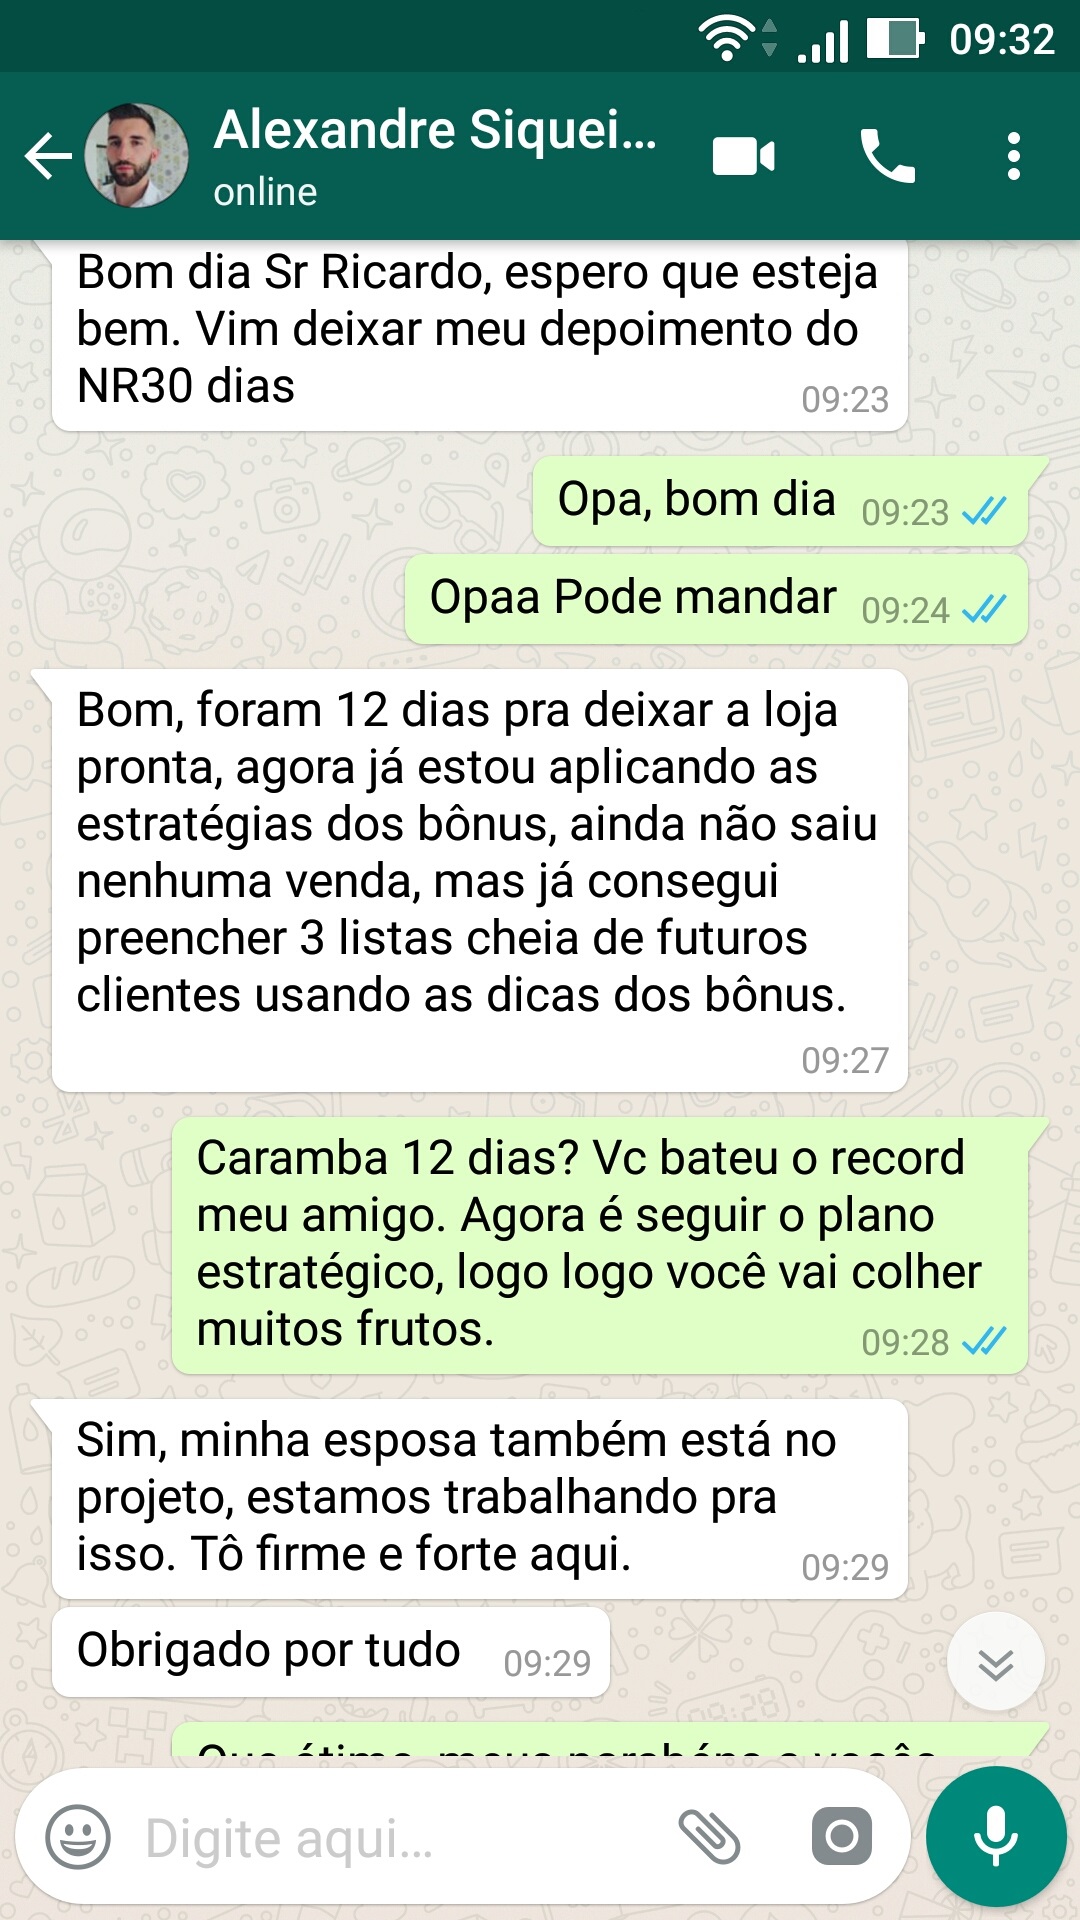 09:32
Alexandre Siquei...
online
Bom dia Sr Ricardo, espero que esteja
bem. Vim deixar meu depoimento do
NR30 dias
09:23
Opa, bom dia 09:23
Opaa Pode mandar 09:24
Bom, foram 12 dias pra deixar a loja
pronta, agora já estou aplicando as
estratégias dos bônus, ainda não saiu
nenhuma venda, mas já consegui
preencher 3 listas cheia de futuros
clientes usando as dicas dos bônus.
09:27
Caramba 12 dias? Vc bateu o record
meu amigo. Agora é seguir o plano
estratégico, logo logo você vai colher
muitos frutos.
09:28
Sim, minha esposa também está no
projeto, estamos trabalhando pra
isso. Tô firme e forte aqui.
09:29
Obrigado por tudo 09:29
Que ótimo, meus parabéns a vocês
Digite aqui...